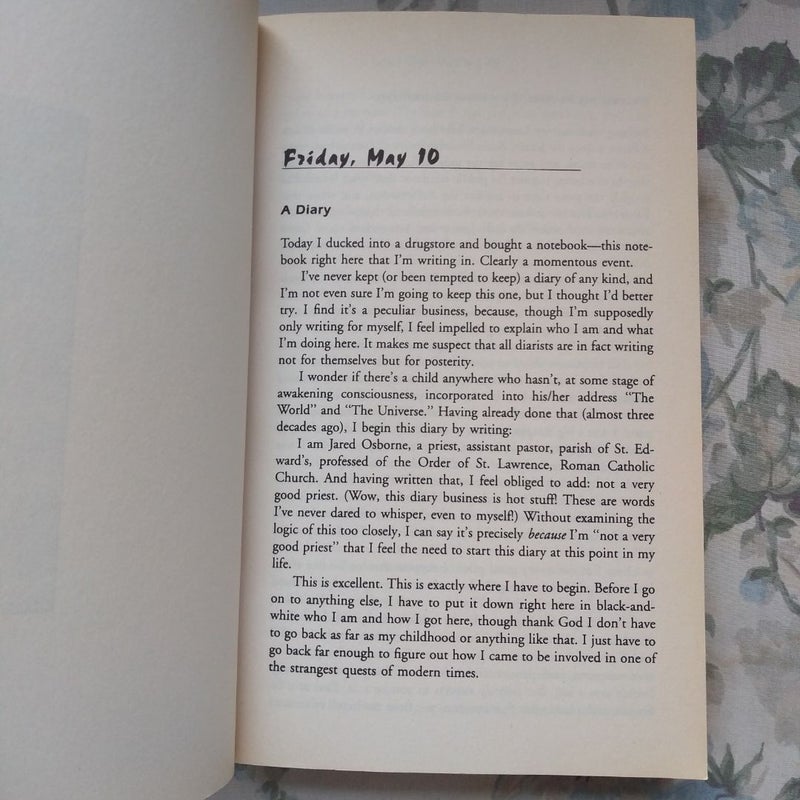 Friday, May 10
A Diary
Today I ducked into a drugstore and bought a notebook—this note-
book right here that I'm writing in. Clearly a momentous event.
I've never kept (or been tempted to keep) a diary of any kind, and
I'm not even sure I'm going to keep this one, but I thought I'd better
try. I find it's a peculiar business, because, though I'm supposedly
only writing for myself, I feel impelled to explain who I am and what
I'm doing here. It makes me suspect that all diarists are in fact writing
not for themselves but for posterity.
I wonder if there's a child anywhere who hasn't, at some stage of
awakening consciousness, incorporated into his/her address “The
World” and “The Universe.” Having already done that (almost three
decades ago), I begin this diary by writing:
I am Jared Osborne, a priest, assistant pastor, parish of St. Ed-
ward's, professed of the Order of St. Lawrence, Roman Catholic
Church. And having written that, I feel obliged to add: not a very
good priest. (Wow, this diary business is hot stuff! These are words
I've never dared to whisper, even to myself!) Without examining the
logic of this too closely, I can say it's precisely because I'm “not a very
good priest” that I feel the need to start this diary at this point in my
life.
This is excellent. This is exactly where I have to begin. Before I go
on to anything else, I have to put it down right here in black-and-
white who I am and how I got here, though thank God I don't have
to go back as far as my childhood or anything like that. I just have to
go back far enough to figure out how I came to be involved in one of
the strangest quests of modern times.